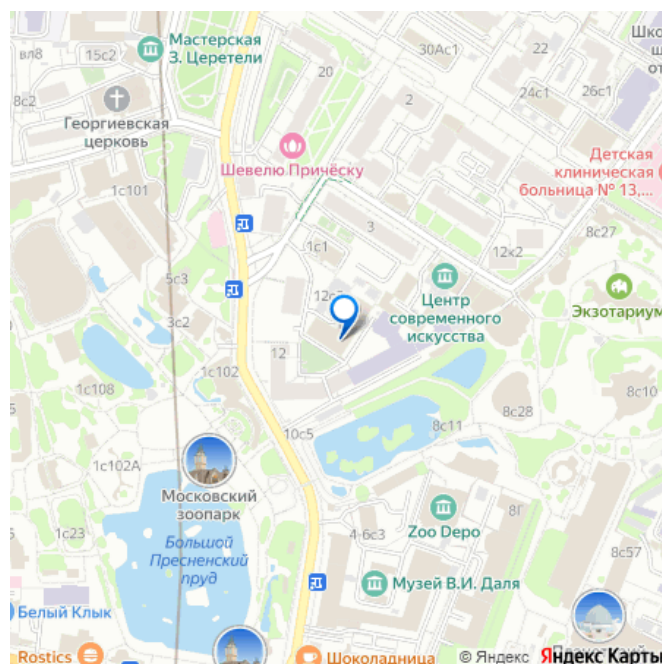 вл8
15с2
Мастерская
З. Церетели
30Ас1
22
Шко
ш
от
20
8с2
24с1
26с1
2
Георгиевская
церковь
Шевелю Причёску
Детская
клиническая
больница № 13,...
1с101
3
1с1
12к2
8с27
5с3
12с
Центр
современного
искусства
Экзотариум
3с2
12
1с102
1с108
8с10
8с28
10с5
8с11
1с102А
Московский
зоопарк
1с23
Большой
Пресненский
пруд
4-6с3
Zoo Depo
8Г
8с57
Музей В.И. Даля
Белый Клык
Rostics
Шоколадница
© Яндекс Яндекс Карты